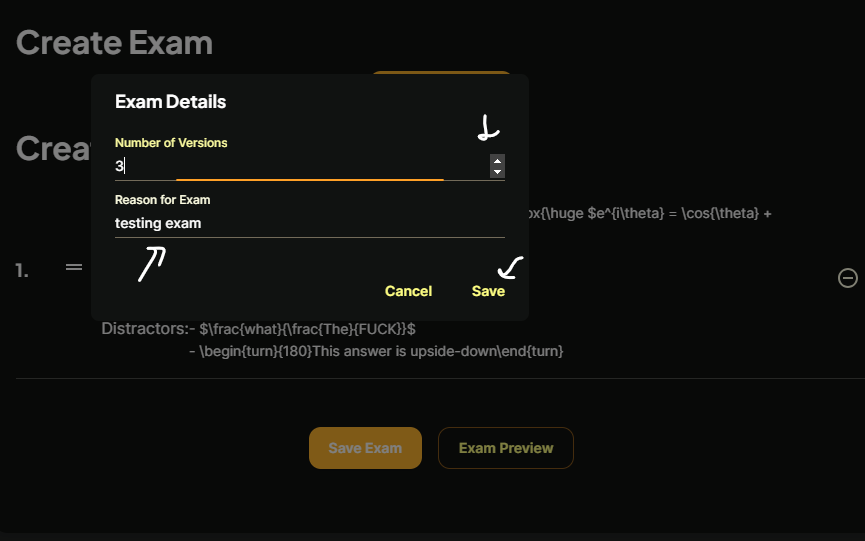 Create Exam
Exam Details
Creat
Number of Versions
3
Reason for Exam
ox{\huge $e^{i\theta} = \cos{\theta} +
testing exam
1.
Cancel Save
Distractors:- $\frac{what}{\frac{The}{FUCK}}$
- \begin{turn}{180}This answer is upside-down\end{turn}
Save Exam Exam Preview